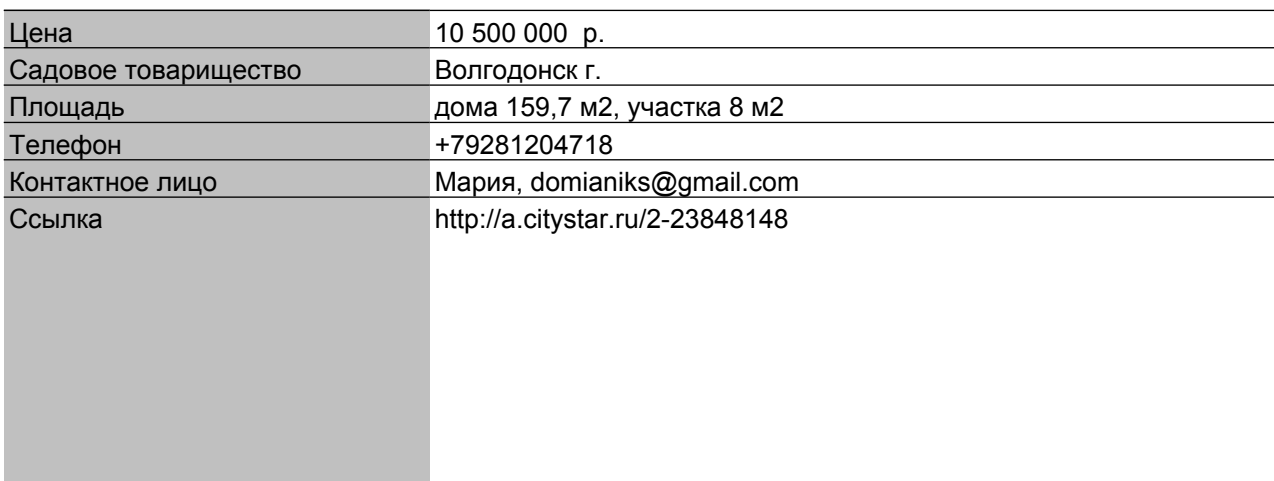 Цена 10 500 000 р.
Садовое товарищество Волгодонск г.
Площадь дома 159,7 м2, участка 8 м2
Телефон +79281204718
Контактное лицо Мария, domianiks@gmail.com
Ссылка http://a.citystar.ru/2-23848148